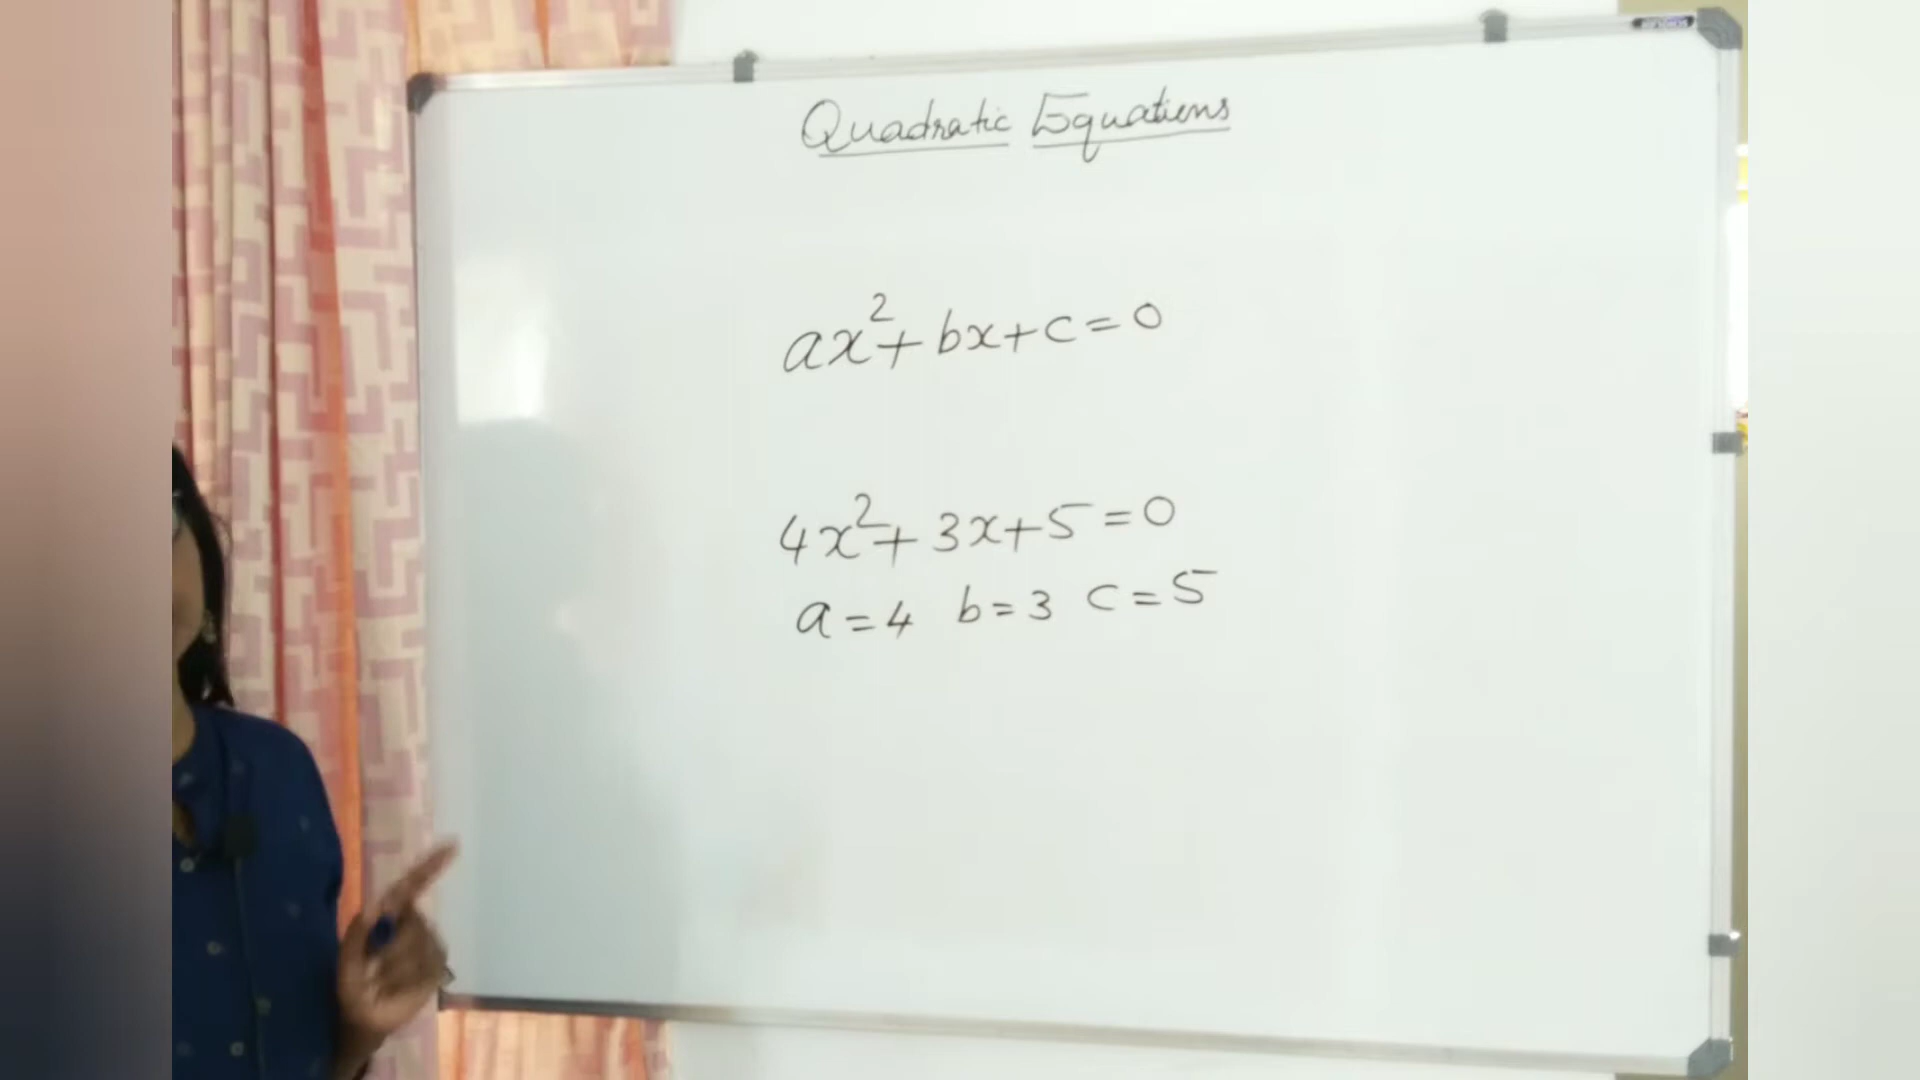 Quadratic Equations
ax² + bx + c = 0
4x² + 3x + 5 = 0
a = 4 b = 3 c = 5